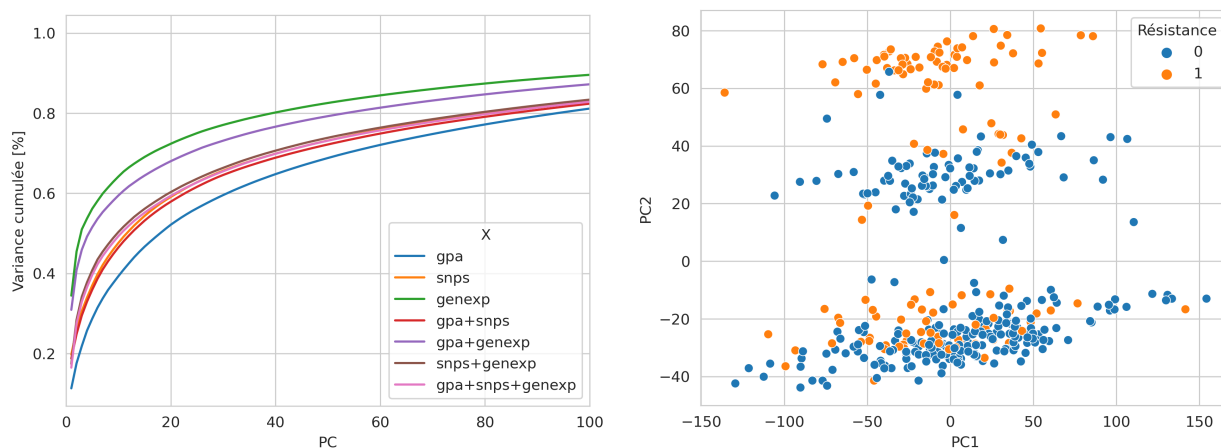 1.0
0.8
0.6
0.4
0.2
Variance cumulée [%]
0
20
40
60
80
100
PC
X
gpa
snps
genexp
gpa+snps
gpa+genexp
snps+genexp
gpa+snps+genexp
80
60
40
20
0
−20
−40
PC2
−150
−100
−50
0
50
100
150
PC1
Résistance
0
1